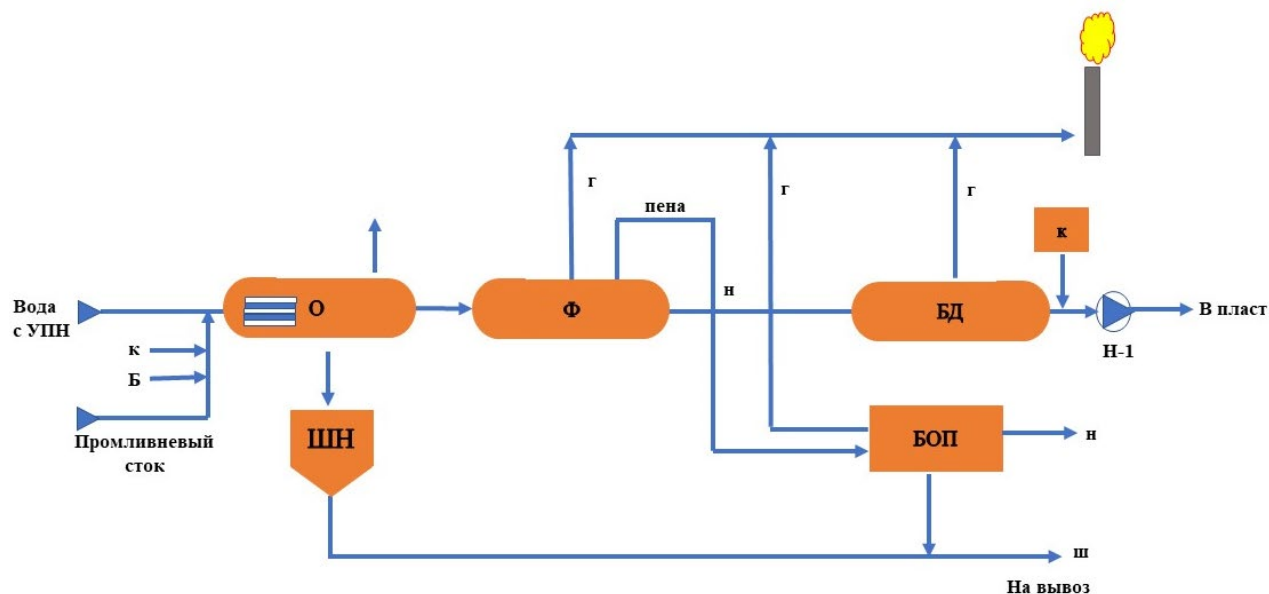 г
г
г
пена
к
н
Вода
с УПН
О
Ф
БД
В пласт
Н-1
к
Б
Промливневый
сток
ШН
БОП
н
ш
На вывоз